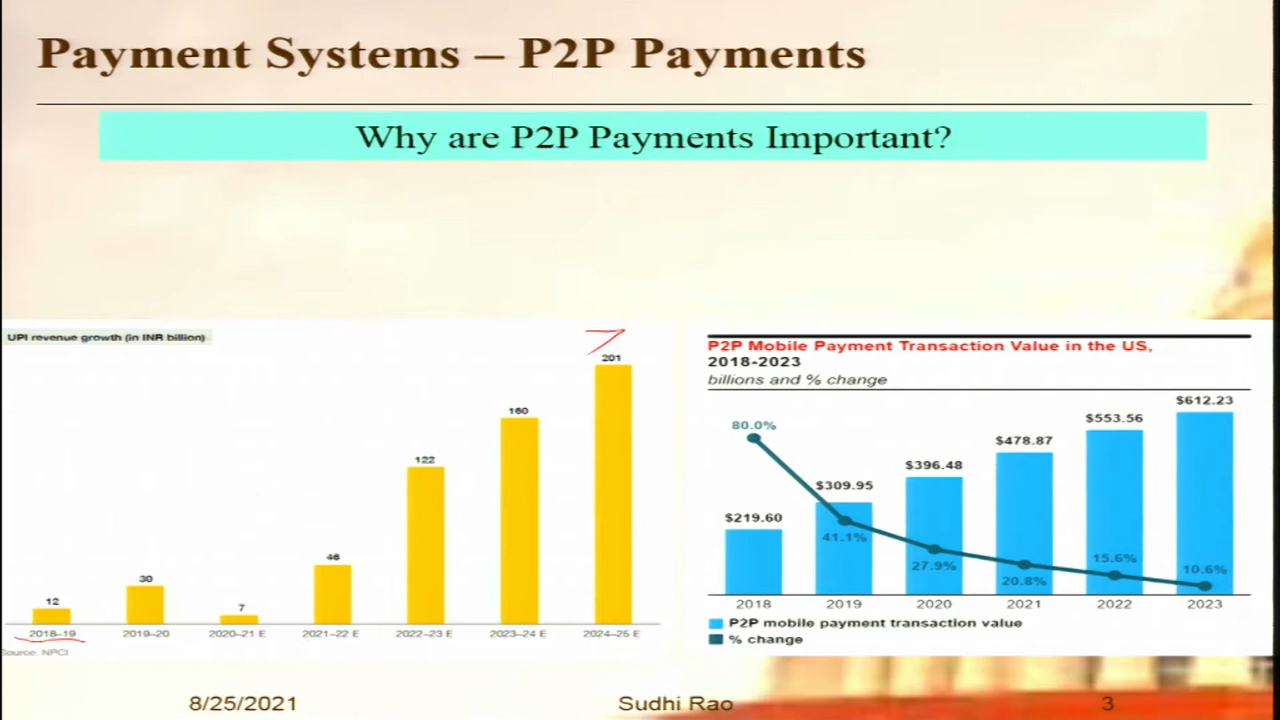 Payment Systems – P2P Payments
Why are P2P Payments Important?
UPI revenue growth (in INR billion)
12
30
7
46
122
160
201
2018–19
2019–20
2020–21 E
2021–22 E
2022–23 E
2023–24 E
2024–25 E
Source: NPCI
P2P Mobile Payment Transaction Value in the US,
2018-2023
billions and % change
$219.60
$309.95
$396.48
$478.87
$553.56
$612.23
80.0%
41.1%
27.9%
20.8%
15.6%
10.6%
2018
2019
2020
2021
2022
2023
P2P mobile payment transaction value
% change
8/25/2021
Sudhi Rao
3